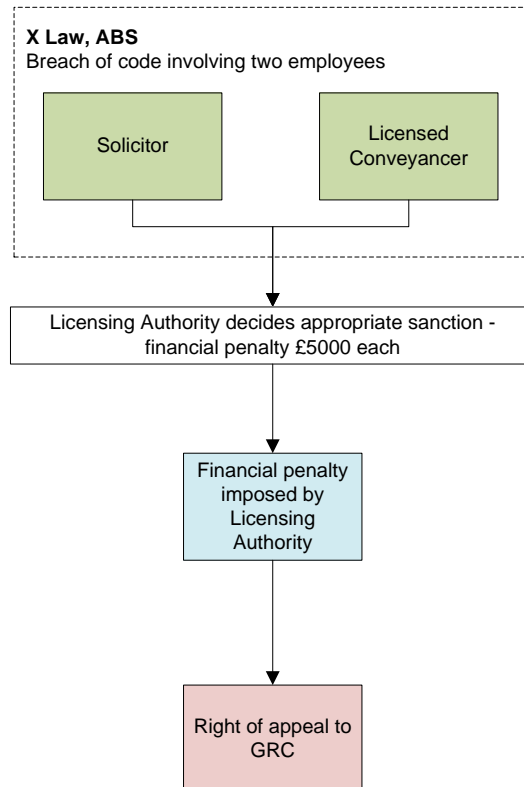 X Law, ABS
Breach of code involving two employees
Solicitor
Licensed
Conveyancer
Licensing Authority decides appropriate sanction -
financial penalty £5000 each
Financial penalty
imposed by
Licensing
Authority
Right of appeal to
GRC